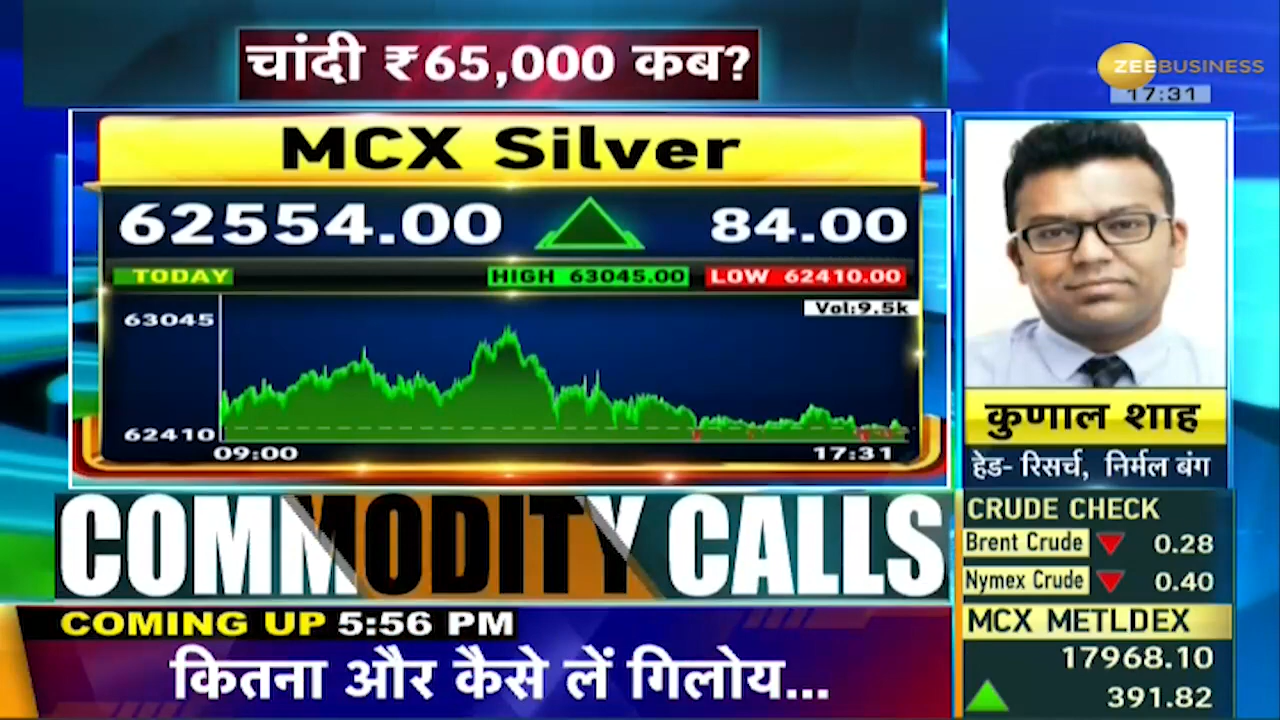 चांदी ₹65,000 कब?
ZEEBUSINESS
17:31
MCX Silver
62554.00 84.00
TODAY HIGH 63045.00 LOW 62410.00
Vol:9.5k
63045
62410
09:00 17:31
कुणाल शाह
हेड- रिसर्च, निर्मल बंग
COMMODITY CALLS
CRUDE CHECK
Brent Crude 0.28
Nymex Crude 0.40
MCX METLDEX
17968.10
391.82
COMING UP 5:56 PM
कितना और कैसे लें गिलोय...